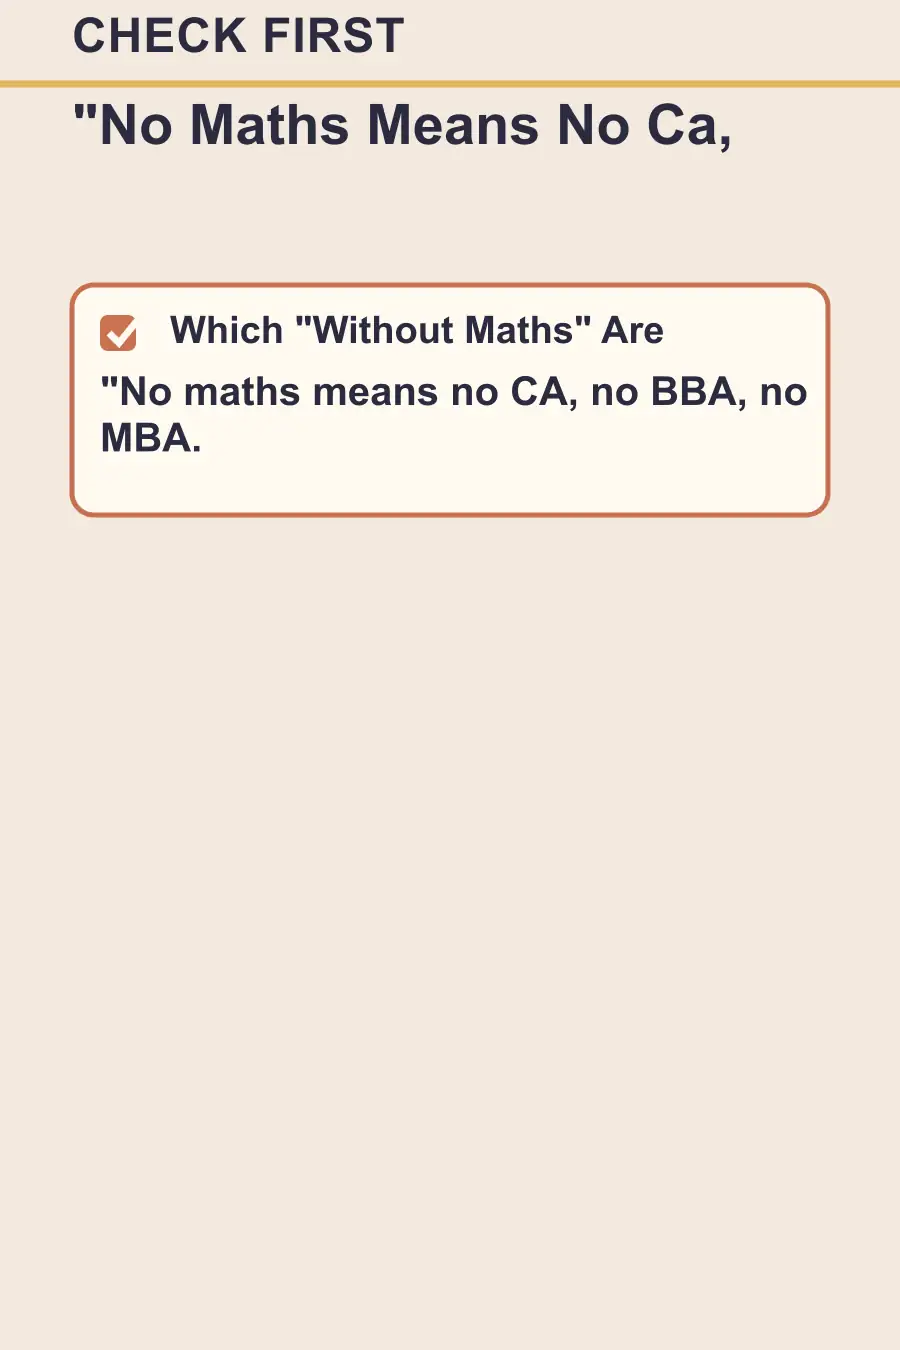 CHECK FIRST
"No Maths Means No Ca,
Which "Without Maths" Are
"No maths means no CA, no BBA, no
MBA.